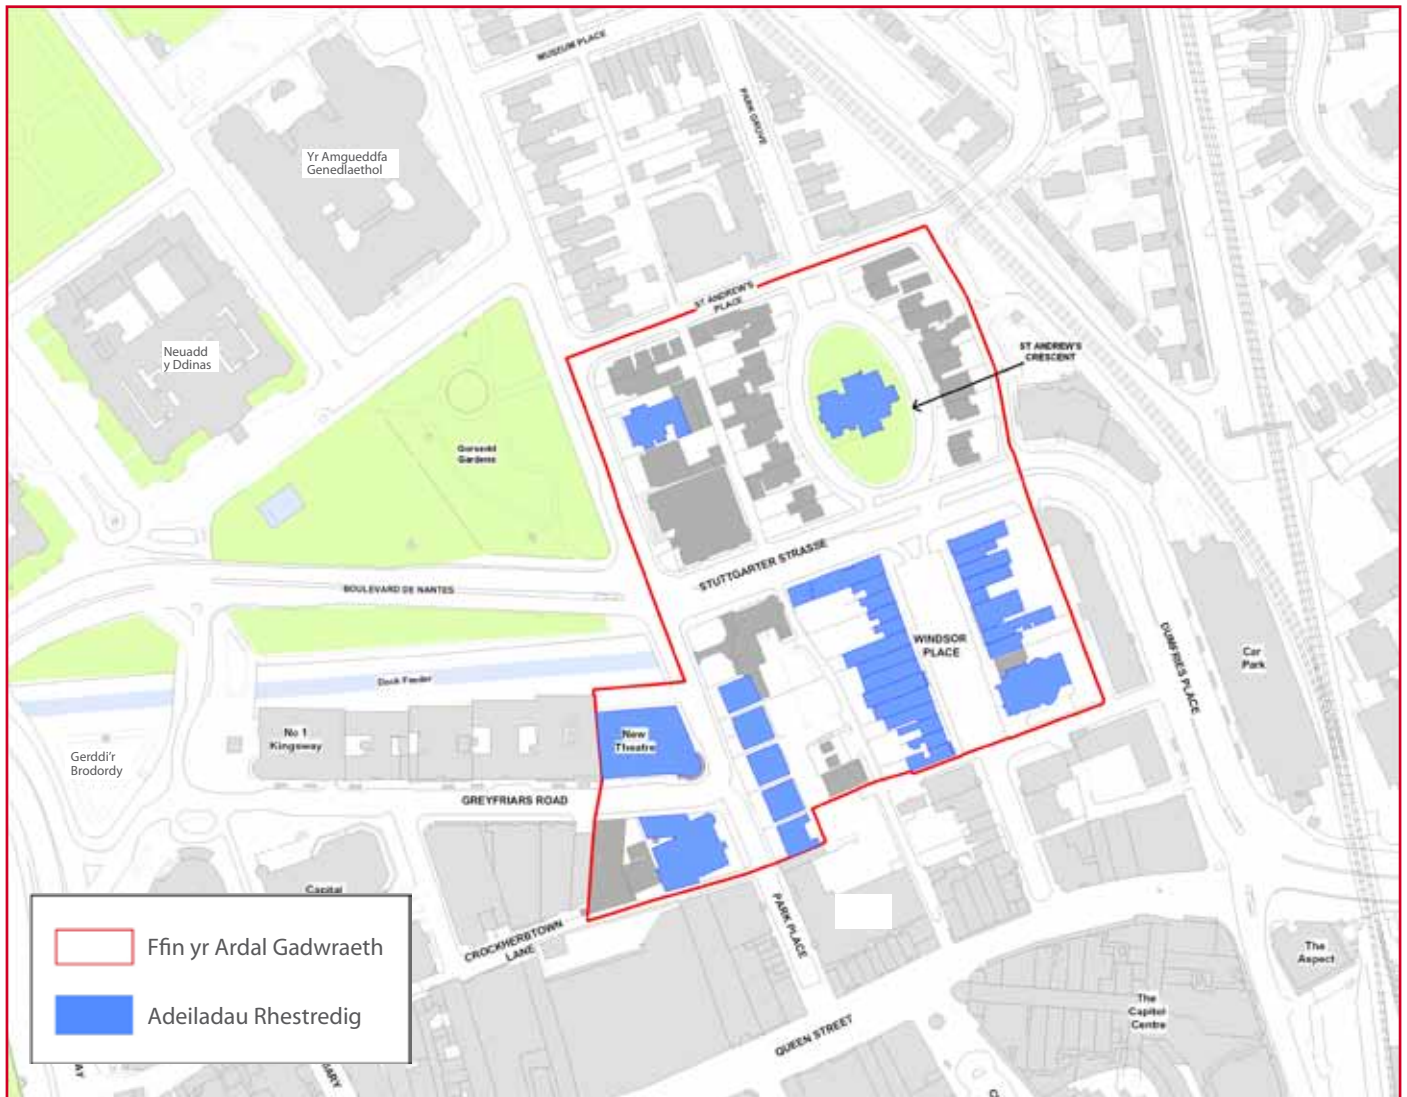 MUSEUM PLACE
PARK GROVE
Yr Amgueddfa
Genedlaethol
ST ANDREW'S
PLACE
Neuadd
y Ddinas
ST ANDREW'S
CRESCENT
Gorsedd
Gardens
STUTTGARTER STRASSE
BOULEVARD DE NANTES
WINDSOR
PLACE
DUMFRIES PLACE
Car
Park
Dock Feeder
No 1
Kingsway
New
Theatre
Gerddi'r
Brodordy
GREYFRIARS ROAD
Capital
PARK PLACE
CROCKHERBTOWN
LANE
The
Aspect
The
Capitol
Centre
QUEEN STREET
Ffin yr Ardal Gadwraeth
Adeiladau Rhestredig